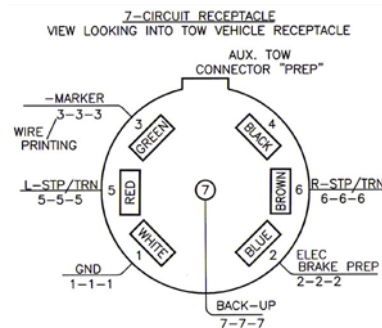 7-CIRCUIT RECEPTACLE
VIEW LOOKING INTO TOW VEHICLE RECEPTACLE
AUX. TOW
CONNECTOR "PREP"
-MARKER
3-3-3
WIRE
PRINTING
3
GREEN
4
BLACK
L-STP/TRN
5-5-5
5
RED
7
BROWN
6
R-STP/TRN
6-6-6
WHITE
1
BLUE
2
GND
1-1-1
ELEC
BRAKE PREP
2-2-2
BACK-UP
7-7-7